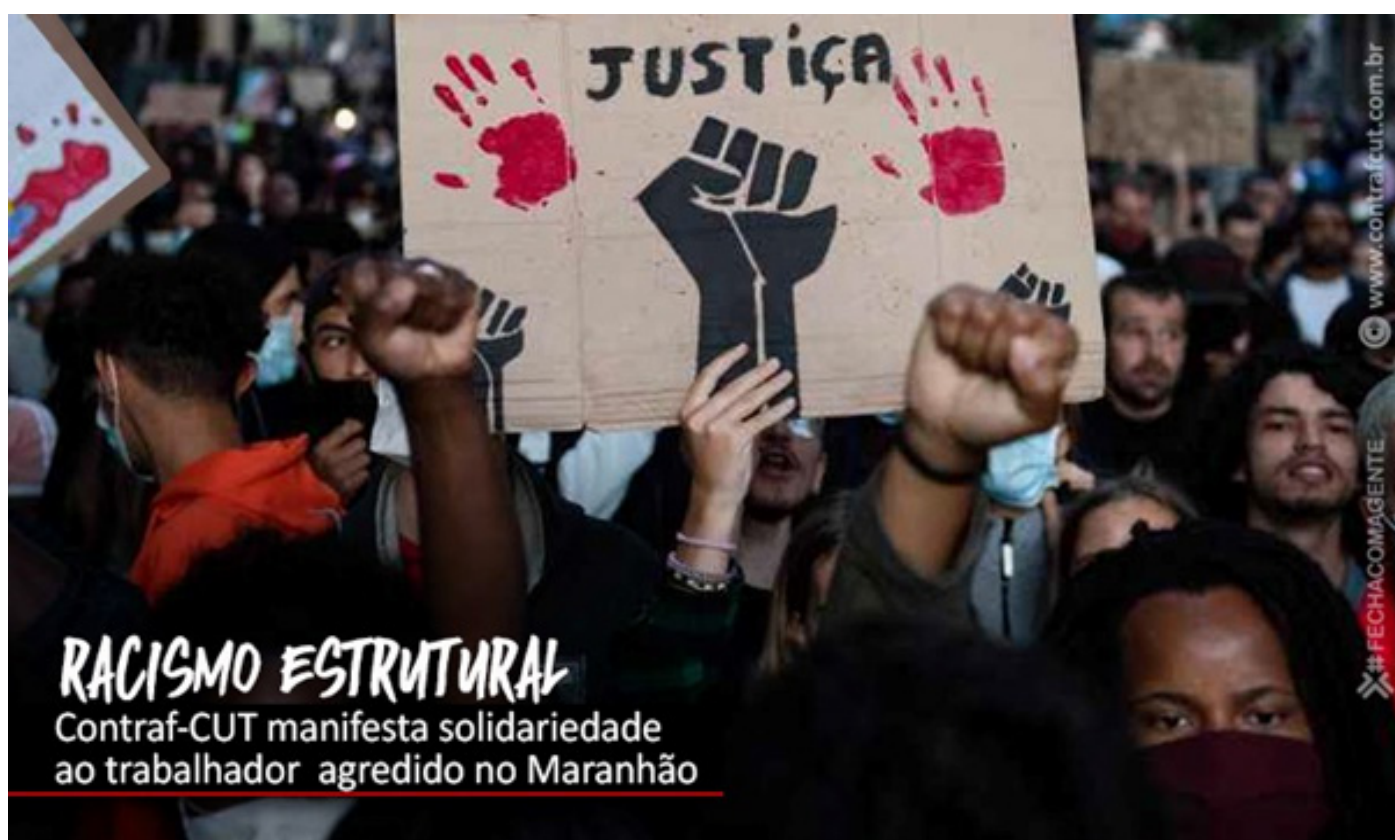 JUSTIÇA
RACISMO ESTRUTURAL
Contraf-CUT manifesta solidariedade
ao trabalhador agredido no Maranhão
© www.contrafcut.com.br
#FECHACOMAGENTE